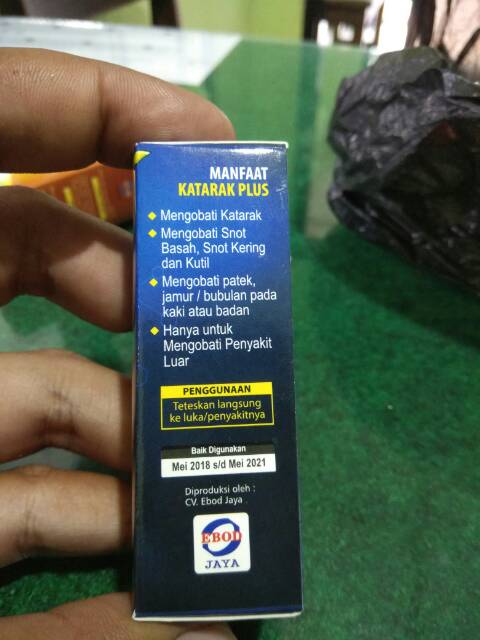 MANFAAT
KATARAK PLUS
Mengobati Katarak
Mengobati Snot
Basah, Snot Kering
dan Kutil
Mengobati patek,
jamur / bubulan pada
kaki atau badan
Hanya untuk
Mengobati Penyakit
Luar
PENGGUNAAN
Teteskan langsung
ke luka/penyakitnya
Baik Digunakan
Mei 2018 s/d Mei 2021
Diproduksi oleh :
CV. Ebod Jaya
EBOD
JAYA